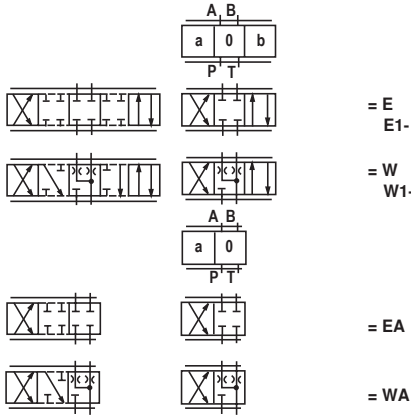 A B
a 0 b
P T
= E
E1-
= W
W1-
A B
a 0
P T
= EA
= WA